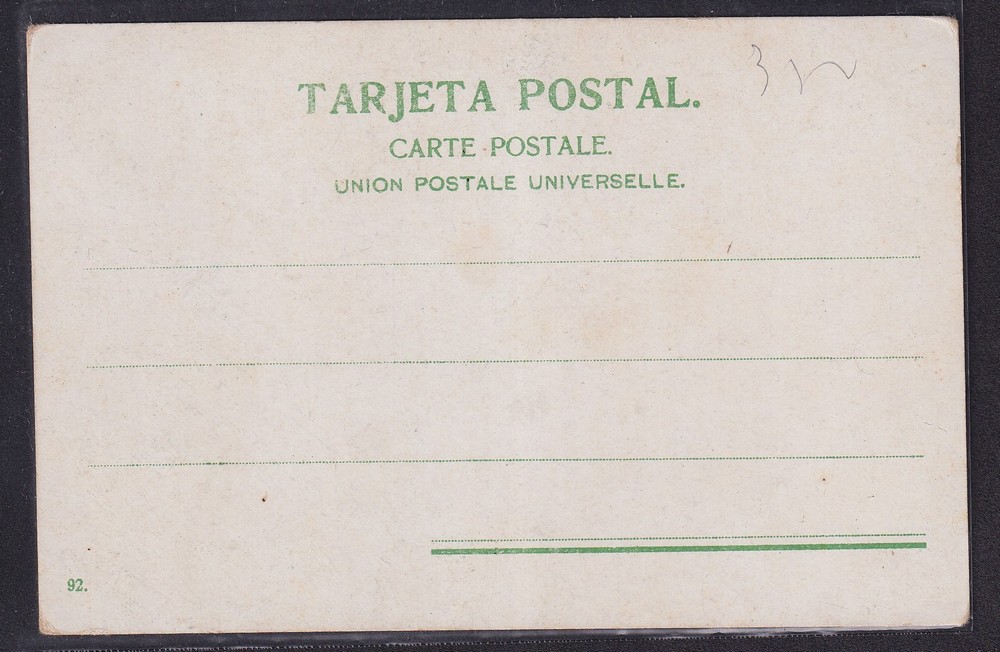 TARJETA POSTAL.
CARTE POSTALE.
UNION POSTALE UNIVERSELLE.
92.